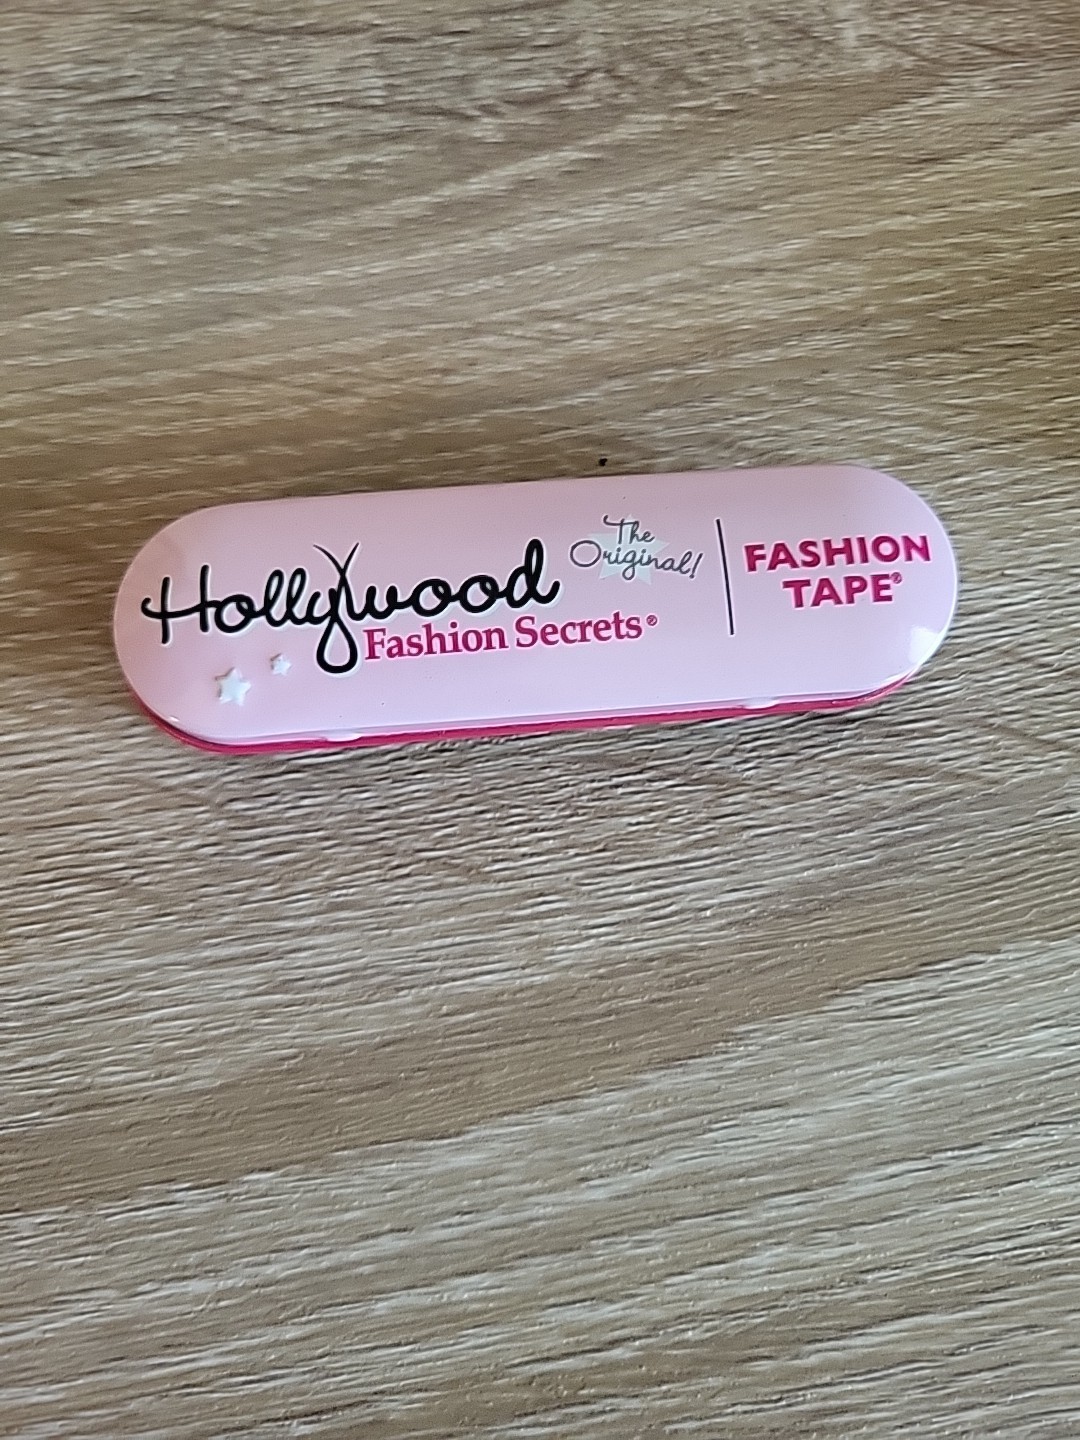 Hollywood
Fashion Secrets®
The
Original!
FASHION
TAPE®